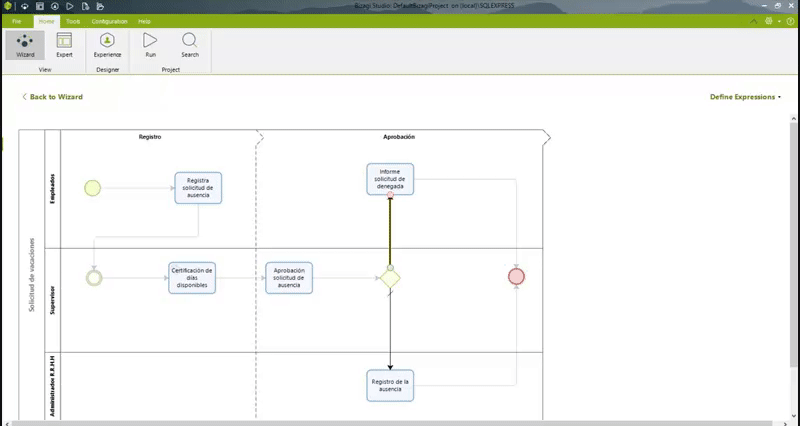 Bizagi Studio: DefaultBizagiProject on (local)\SQLEXPRESS
File Home Tools Configuration Help
Wizard Expert Experience Run Search
View Designer Project
Back to Wizard
Define Expressions
Registro
Aprobación
Solicitud de vacaciones
Empleados
Registra
solicitud de
ausencia
Informe
solicitud de
denegada
Supervisor
Certificación de
días
disponibles
Aprobación
solicitud de
ausencia
Administrador R.R.H.H
Registro de la
ausencia